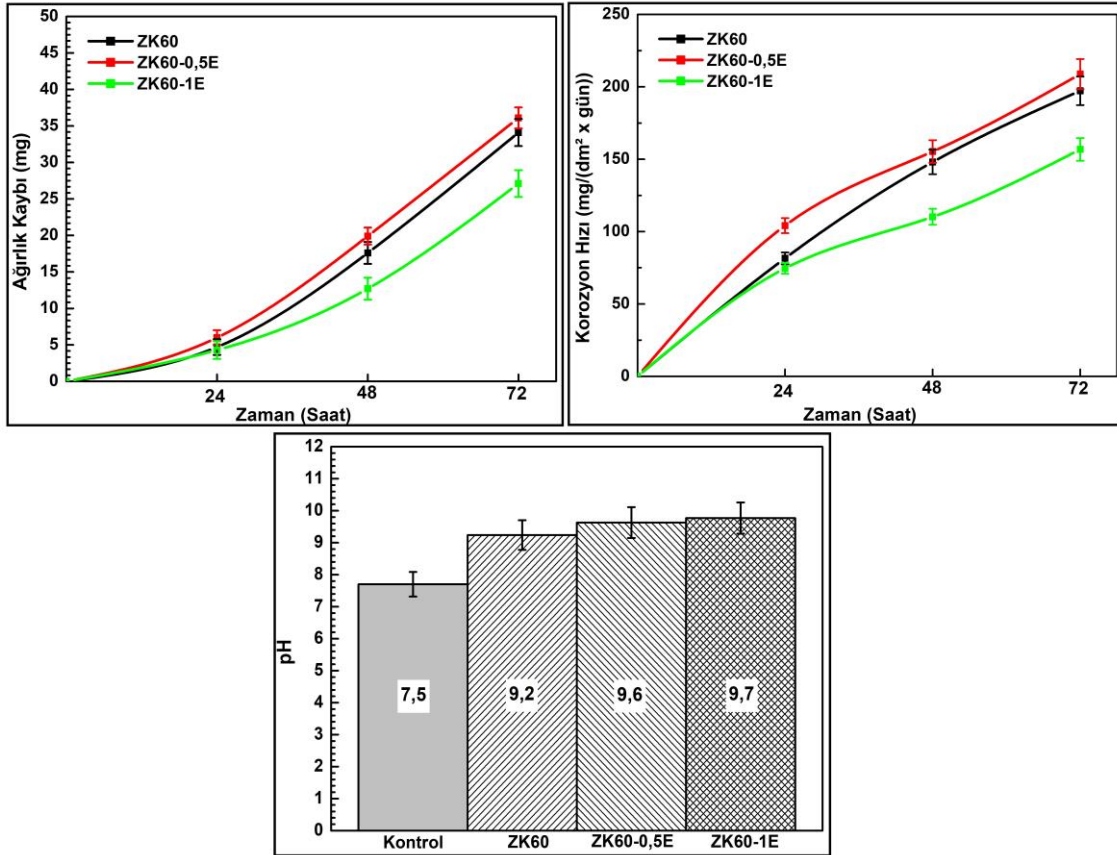 50
45
40
35
30
25
20
15
10
5
0
Ağırlık Kaybı (mg)
ZK60
ZK60-0,5E
ZK60-1E
24
48
72
Zaman (Saat)
250
200
150
100
50
0
Korozyon Hızı (mg/(dm² x gün))
ZK60
ZK60-0,5E
ZK60-1E
24
48
72
Zaman (Saat)
12
11
10
9
8
7
6
5
4
3
2
1
0
pH
7,5
9,2
9,6
9,7
Kontrol
ZK60
ZK60-0,5E
ZK60-1E